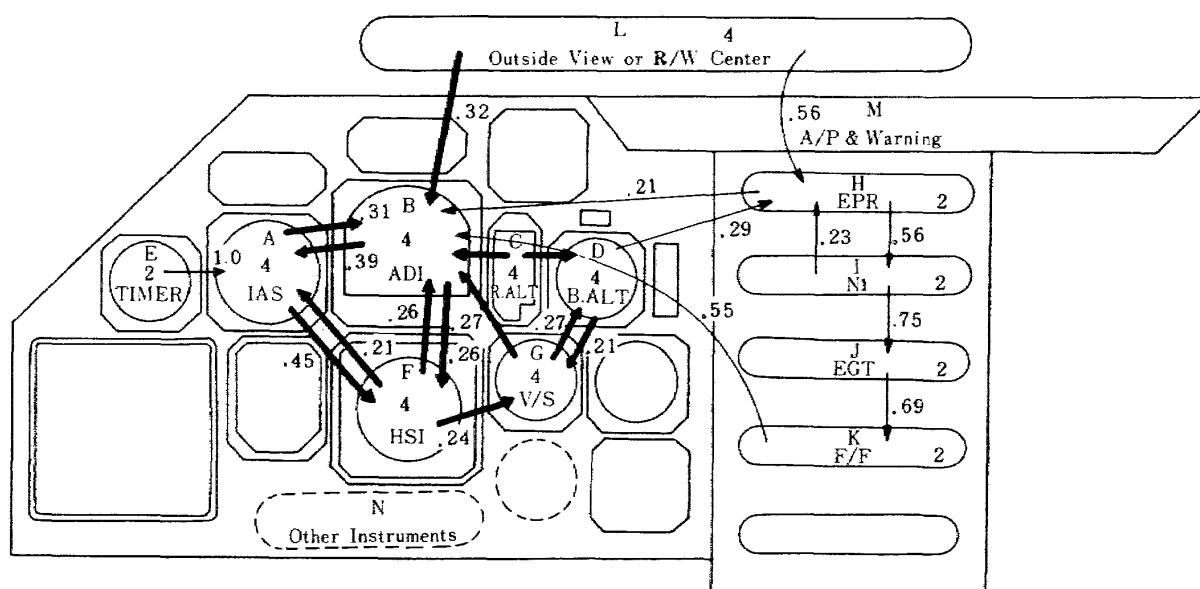 L 4
Outside View or R/W Center
.32
.56
M
A/P & Warning
.21
H
EPR 2
.31
B
4
ADI
.39
A
4
IAS
1.0
E
2
TIMER
C
4
R.ALT
D
4
B.ALT
.29
.23
.56
I
N1 2
.26
.27
.27
.55
.75
.45
.21
.26
.21
F
4
HSI
.24
G
4
V/S
J
EGT 2
.69
K
F/F 2
N
Other Instruments